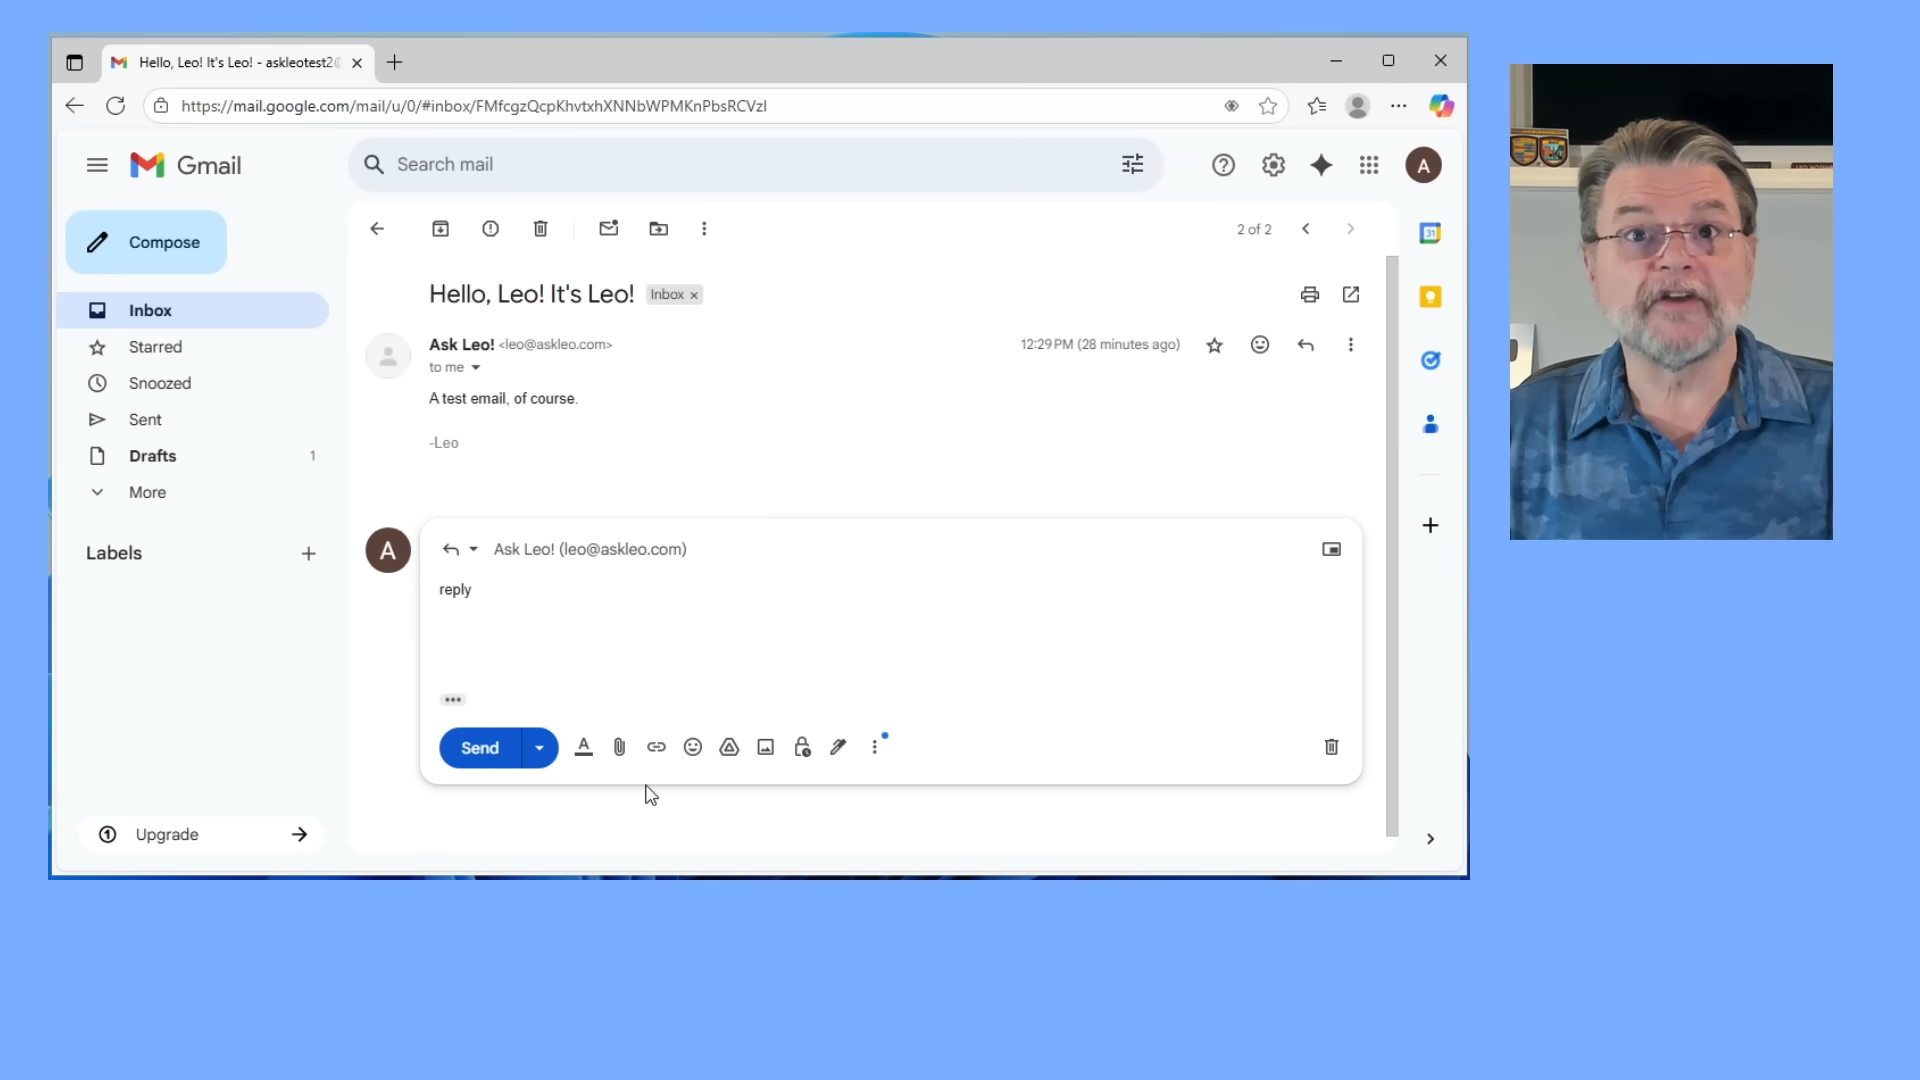 Hello, Leo! It's Leo! - askleotest2@
https://mail.google.com/mail/u/0/#inbox/FMfcgzQcpKhvtxhXNNbWPMKnPbsRCVzl
Gmail
Search mail
A
Compose
2 of 2
31
Inbox
Starred
Snoozed
Sent
Drafts 1
More
Labels
Upgrade
Hello, Leo! It's Leo! Inbox x
Ask Leo! <leo@askleo.com> 12:29 PM (28 minutes ago)
to me
A test email, of course.
-Leo
A
Ask Leo! (leo@askleo.com)
reply
Send